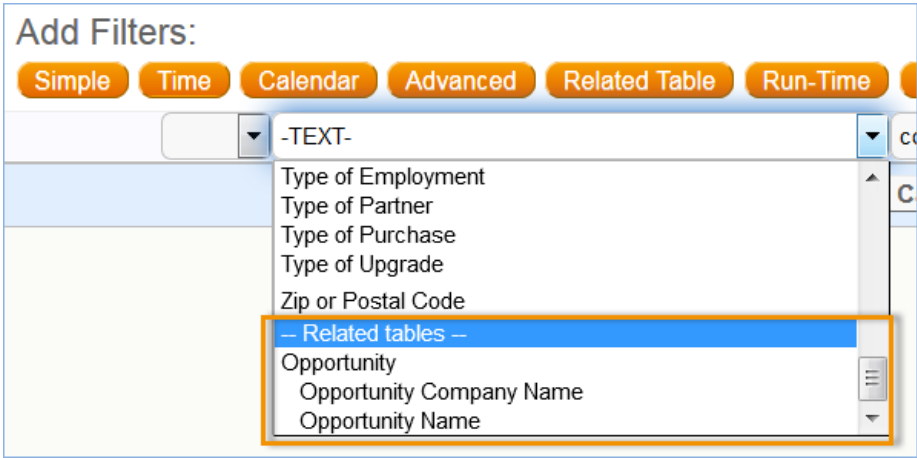 Add Filters:
Simple Time Calendar Advanced Related Table Run-Time
-TEXT-
Type of Employment
Type of Partner
Type of Purchase
Type of Upgrade
Zip or Postal Code
-- Related tables --
Opportunity
Opportunity Company Name
Opportunity Name